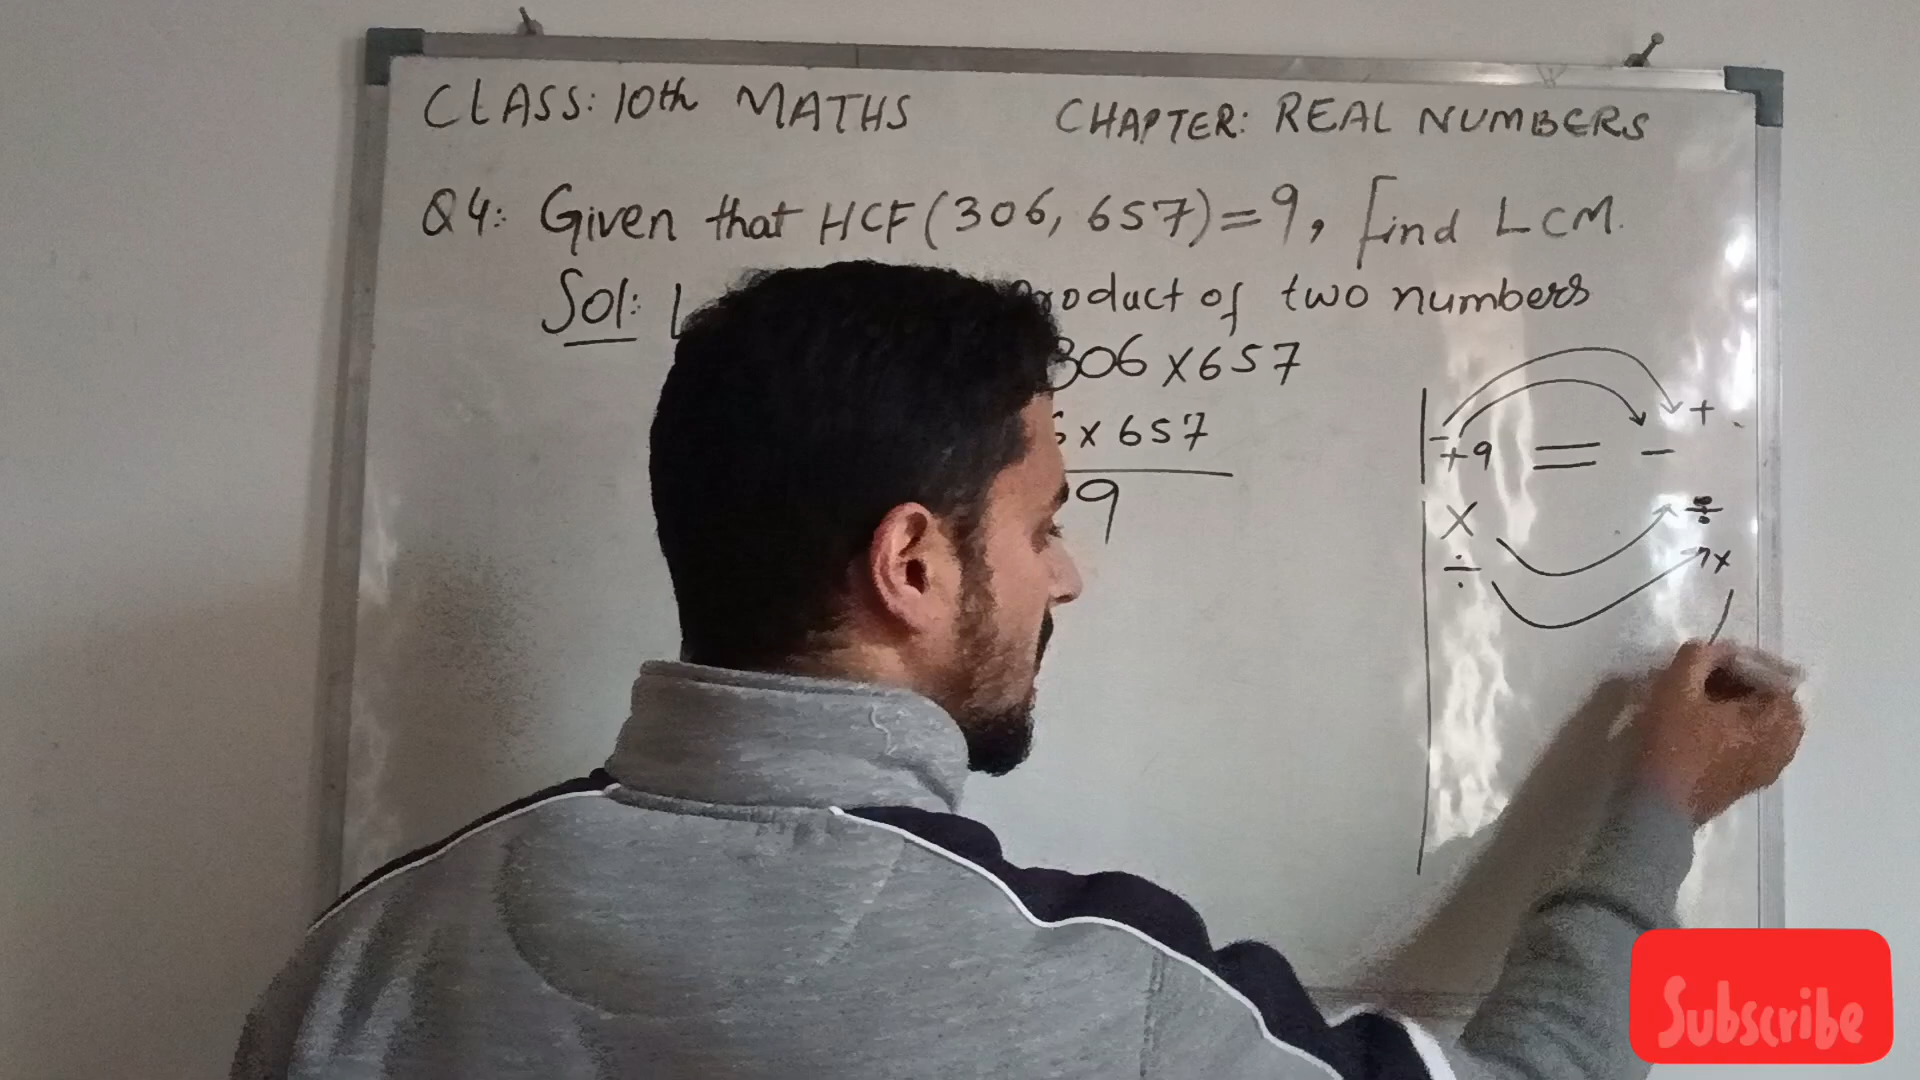 CLASS: 10th MATHS CHAPTER: REAL NUMBERS
Q4: Given that HCF (306, 657) = 9, find LCM.
Sol: L product of two numbers
306 x 657
x 657
9
- +
+9 = -
x ÷
÷ x
Subscribe